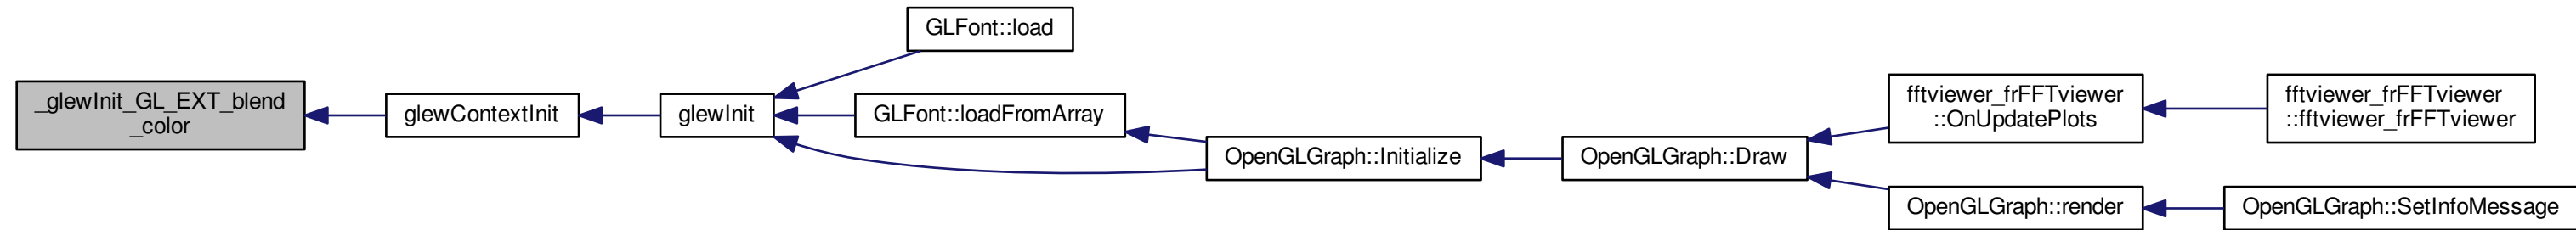 _glewInit_GL_EXT_blend
_color
glewContextInit
glewInit
GLFont::load
GLFont::loadFromArray
OpenGLGraph::Initialize
OpenGLGraph::Draw
fftviewer_frFFTviewer
::OnUpdatePlots
fftviewer_frFFTviewer
::fftviewer_frFFTviewer
OpenGLGraph::render
OpenGLGraph::SetInfoMessage